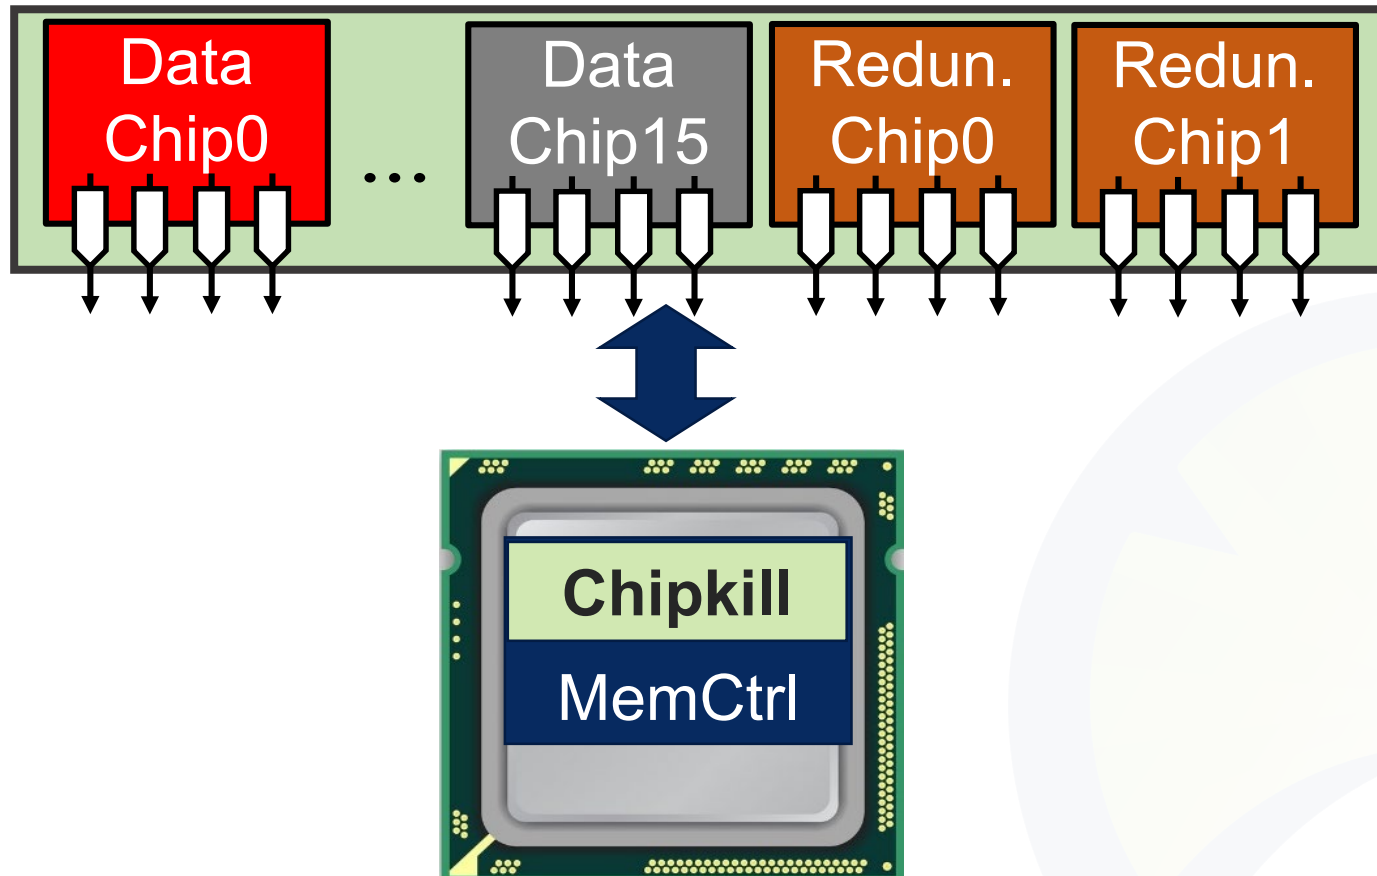 Data
Chip0
...
Data
Chip15
Redun.
Chip0
Redun.
Chip1
Chipkill
MemCtrl